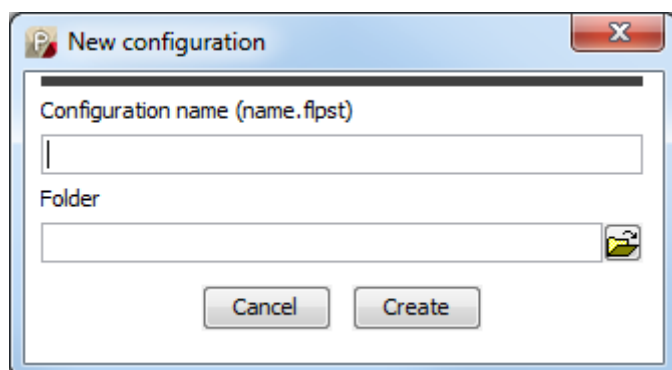 New configuration
Configuration name (name.flpst)
Folder
Cancel Create